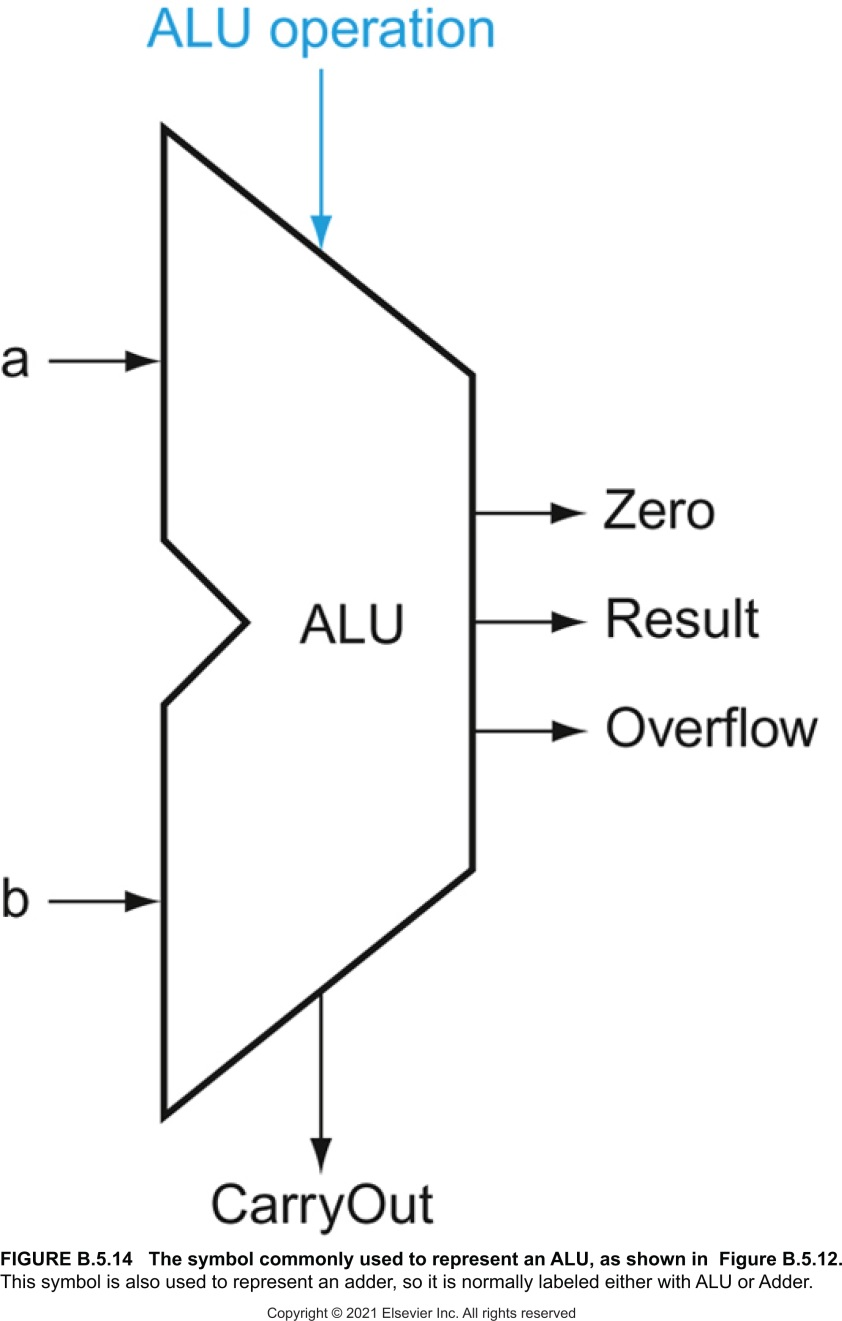 ALU operation
a
Zero
ALU
Result
Overflow
b
CarryOut
FIGURE B.5.14 The symbol commonly used to represent an ALU, as shown in Figure B.5.12.
This symbol is also used to represent an adder, so it is normally labeled either with ALU or Adder.
Copyright © 2021 Elsevier Inc. All rights reserved